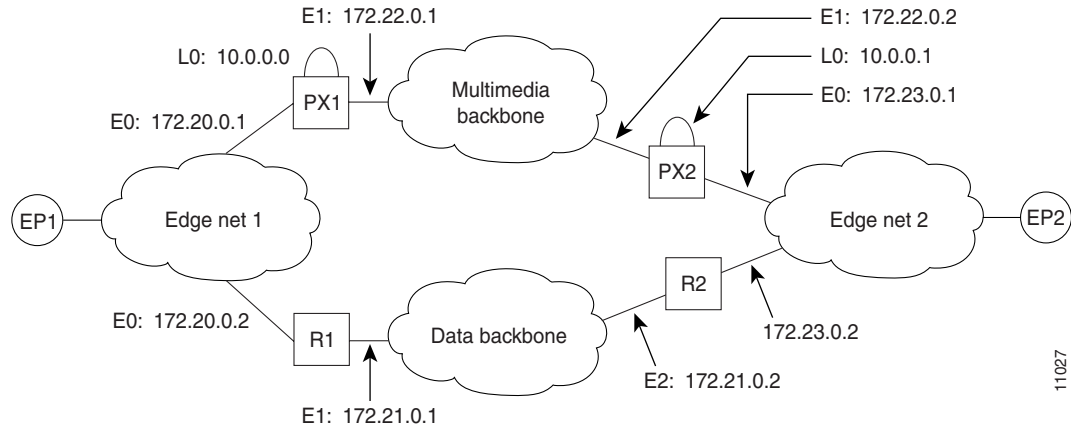 E1: 172.22.0.1
E1: 172.22.0.2
L0: 10.0.0.0
L0: 10.0.0.1
PX1
Multimedia
backbone
E0: 172.23.0.1
E0: 172.20.0.1
PX2
EP1
Edge net 1
Edge net 2
EP2
R2
E0: 172.20.0.2
R1
Data backbone
172.23.0.2
E2: 172.21.0.2
E1: 172.21.0.1
11027